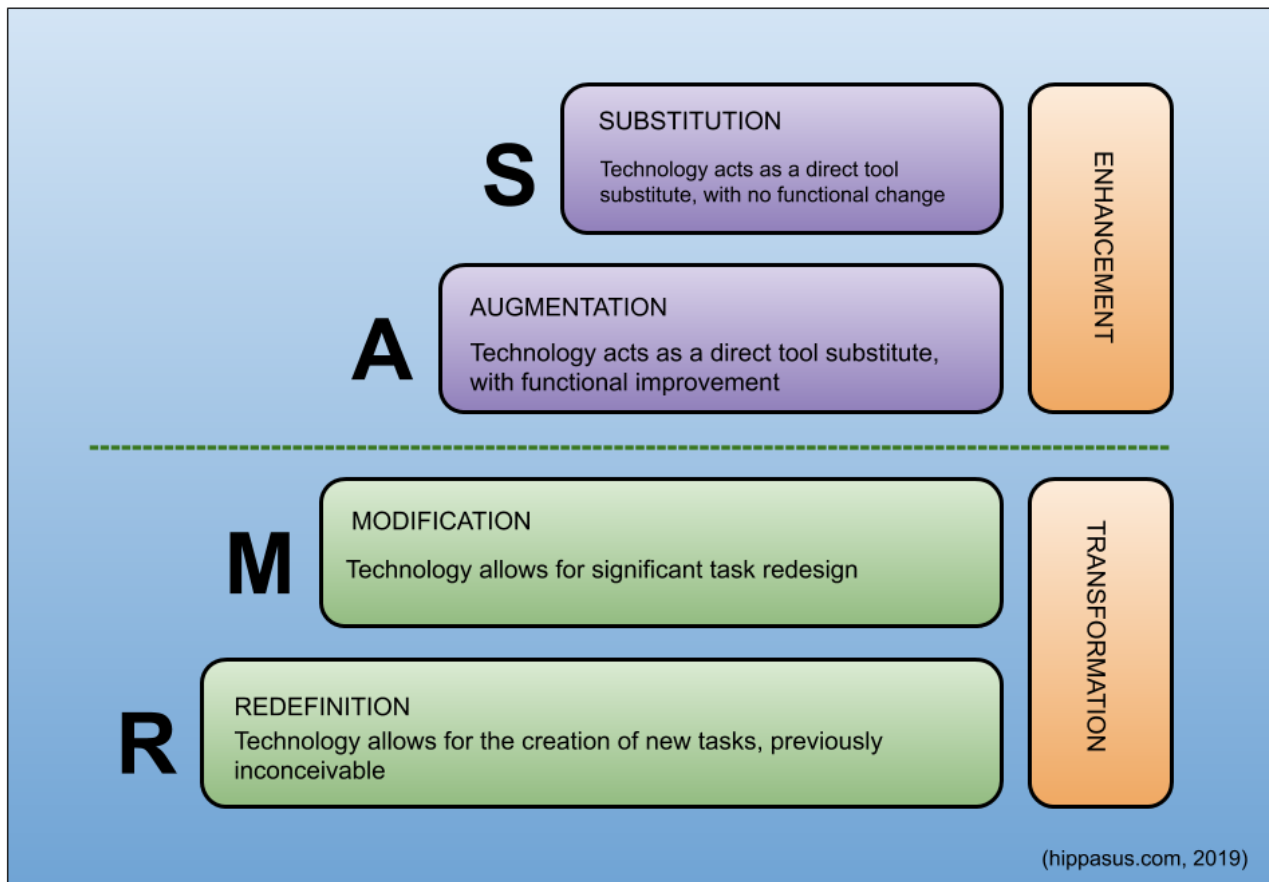 S
SUBSTITUTION
Technology acts as a direct tool
substitute, with no functional change
A
AUGMENTATION
Technology acts as a direct tool substitute,
with functional improvement
ENHANCEMENT
M
MODIFICATION
Technology allows for significant task redesign
R
REDEFINITION
Technology allows for the creation of new tasks, previously
inconceivable
TRANSFORMATION
(hippasus.com, 2019)